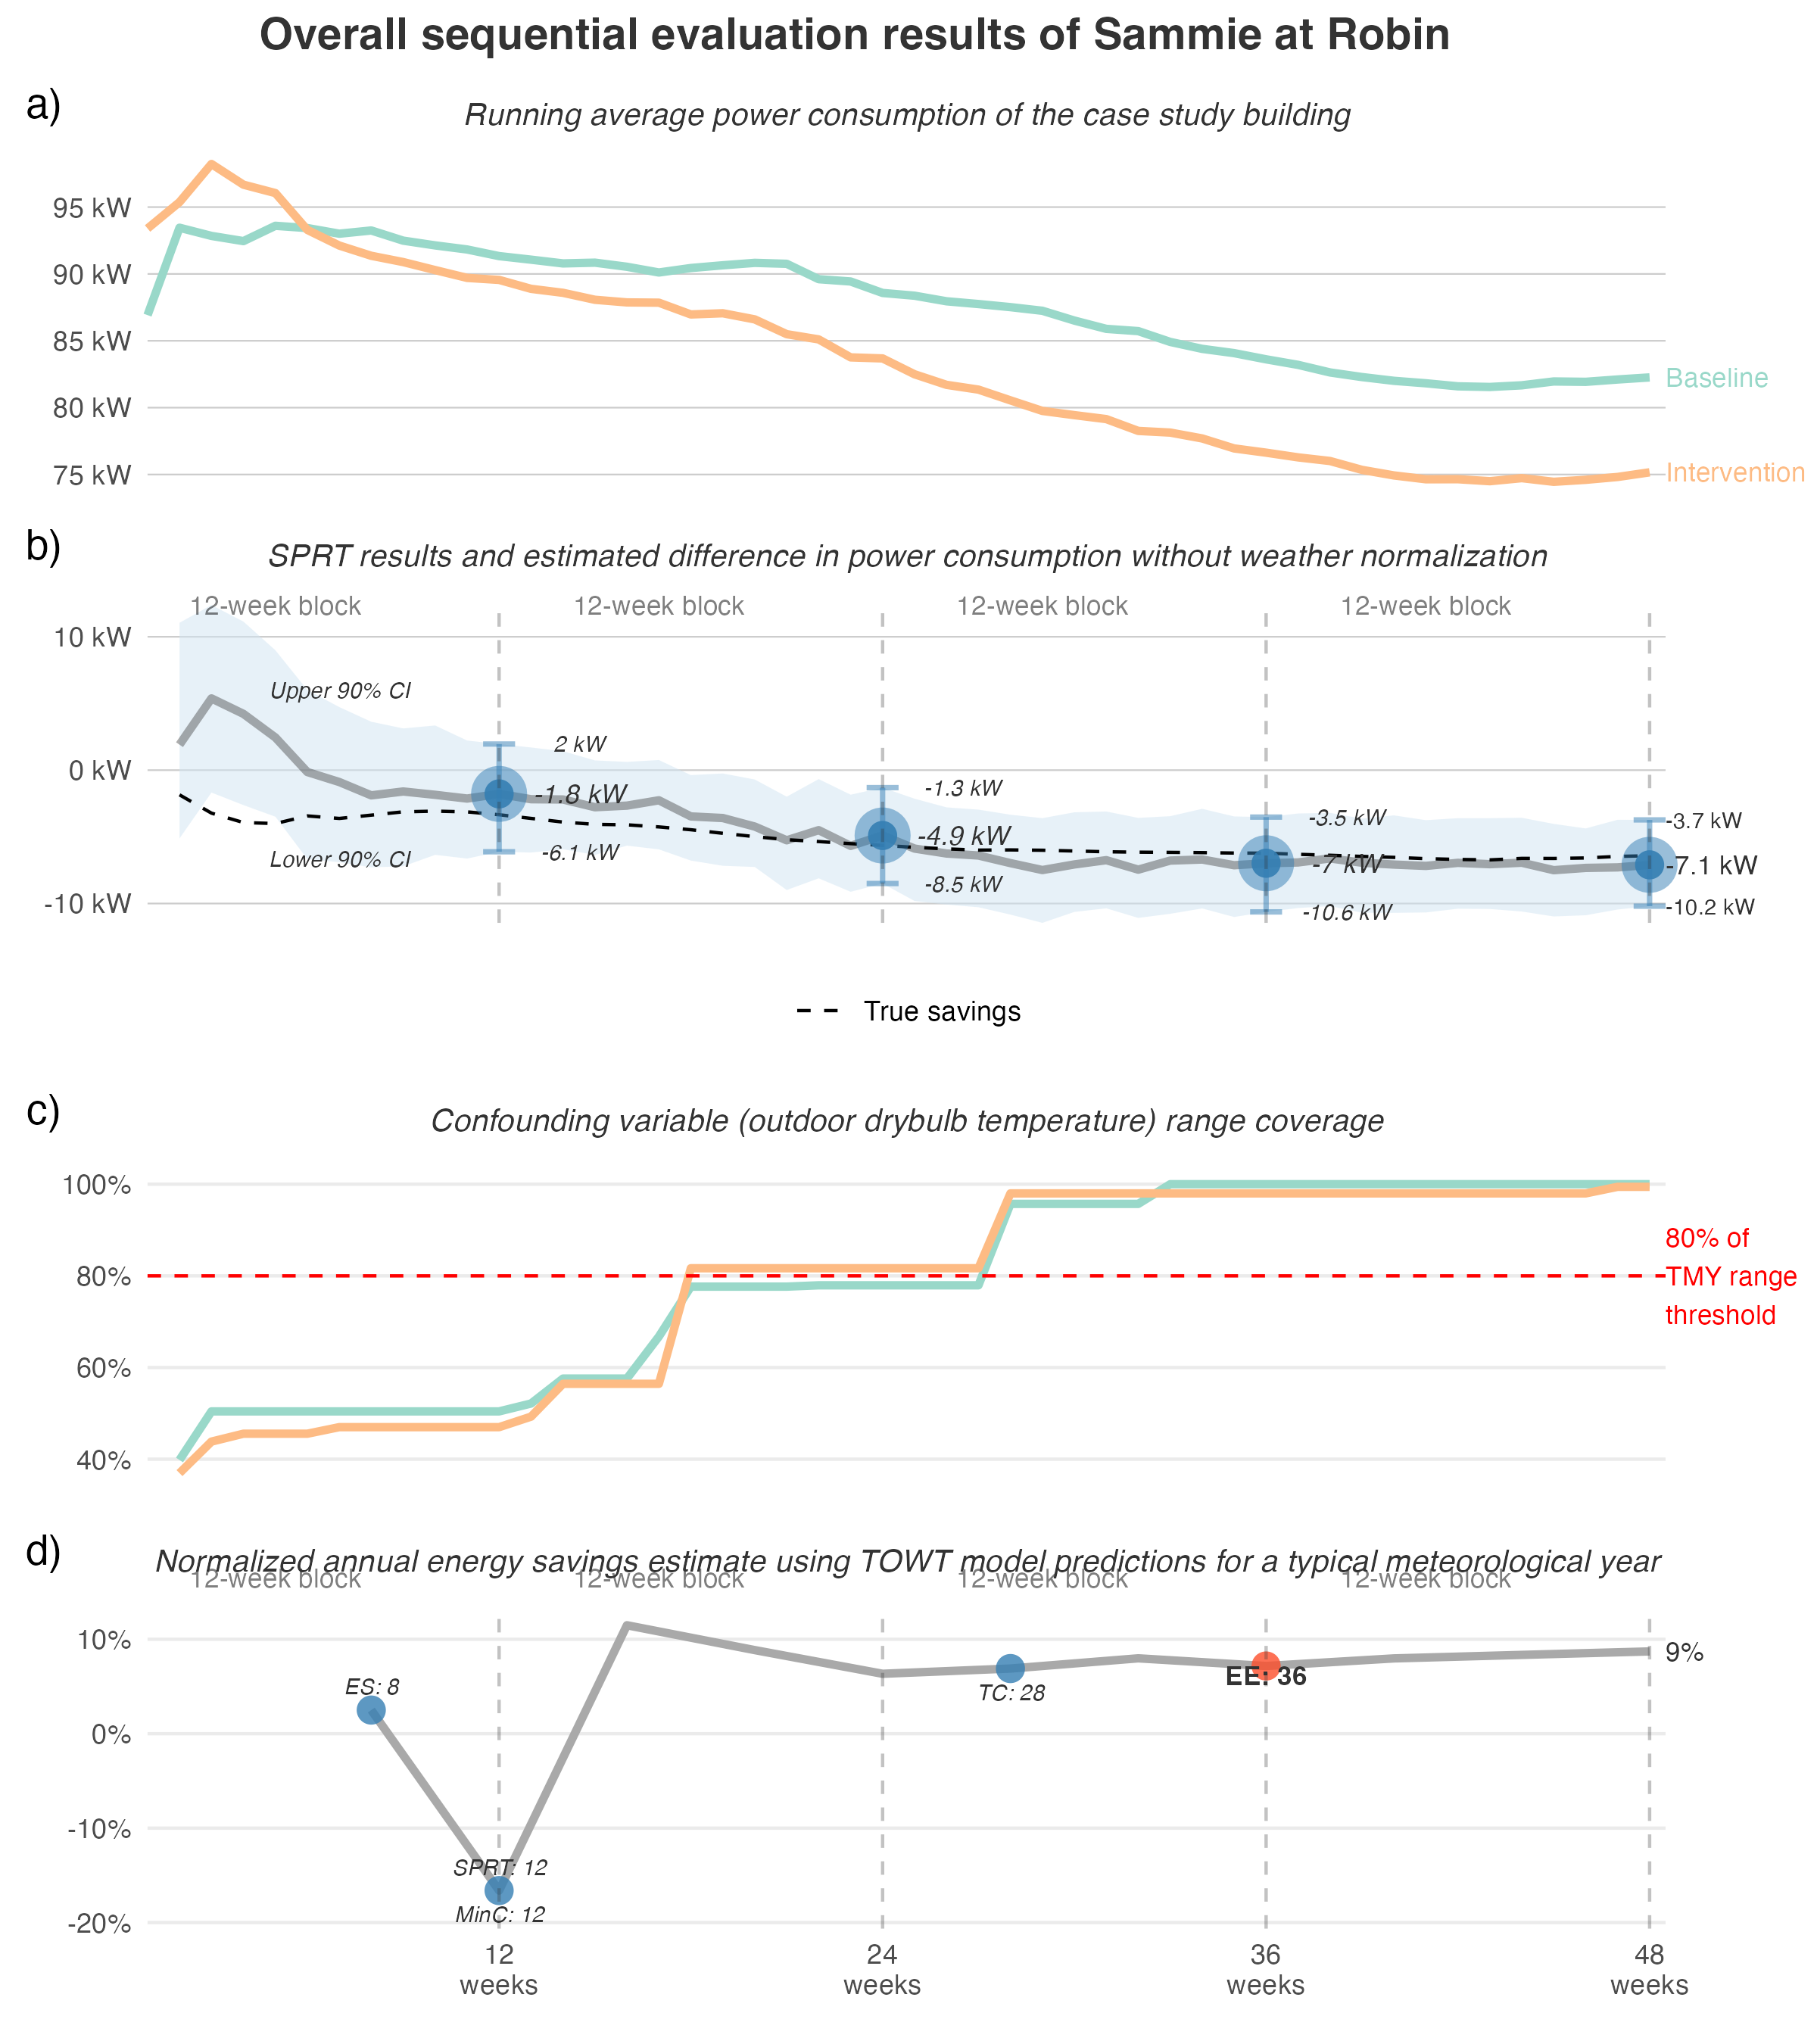 Overall sequential evaluation results of Sammie at Robin
a)
Running average power consumption of the case study building
95 kW
90 kW
85 kW
80 kW
75 kW
Baseline
Intervention
b)
SPRT results and estimated difference in power consumption without weather normalization
12-week block 12-week block 12-week block 12-week block
10 kW
0 kW
-10 kW
Upper 90% CI
Lower 90% CI
2 kW
-1.8 kW
-6.1 kW
-1.3 kW
-4.9 kW
-8.5 kW
-3.5 kW
-7 kW
-10.6 kW
-3.7 kW
-7.1 kW
-10.2 kW
True savings
c)
Confounding variable (outdoor drybulb temperature) range coverage
100%
80%
60%
40%
80% of
TMY range
threshold
d)
Normalized annual energy savings estimate using TOWT model predictions for a typical meteorological year
12-week block 12-week block 12-week block 12-week block
10%
0%
-10%
-20%
ES: 8
SPRT: 12
MinC: 12
TC: 28
EE: 36
9%
12 24 36 48
weeks weeks weeks weeks